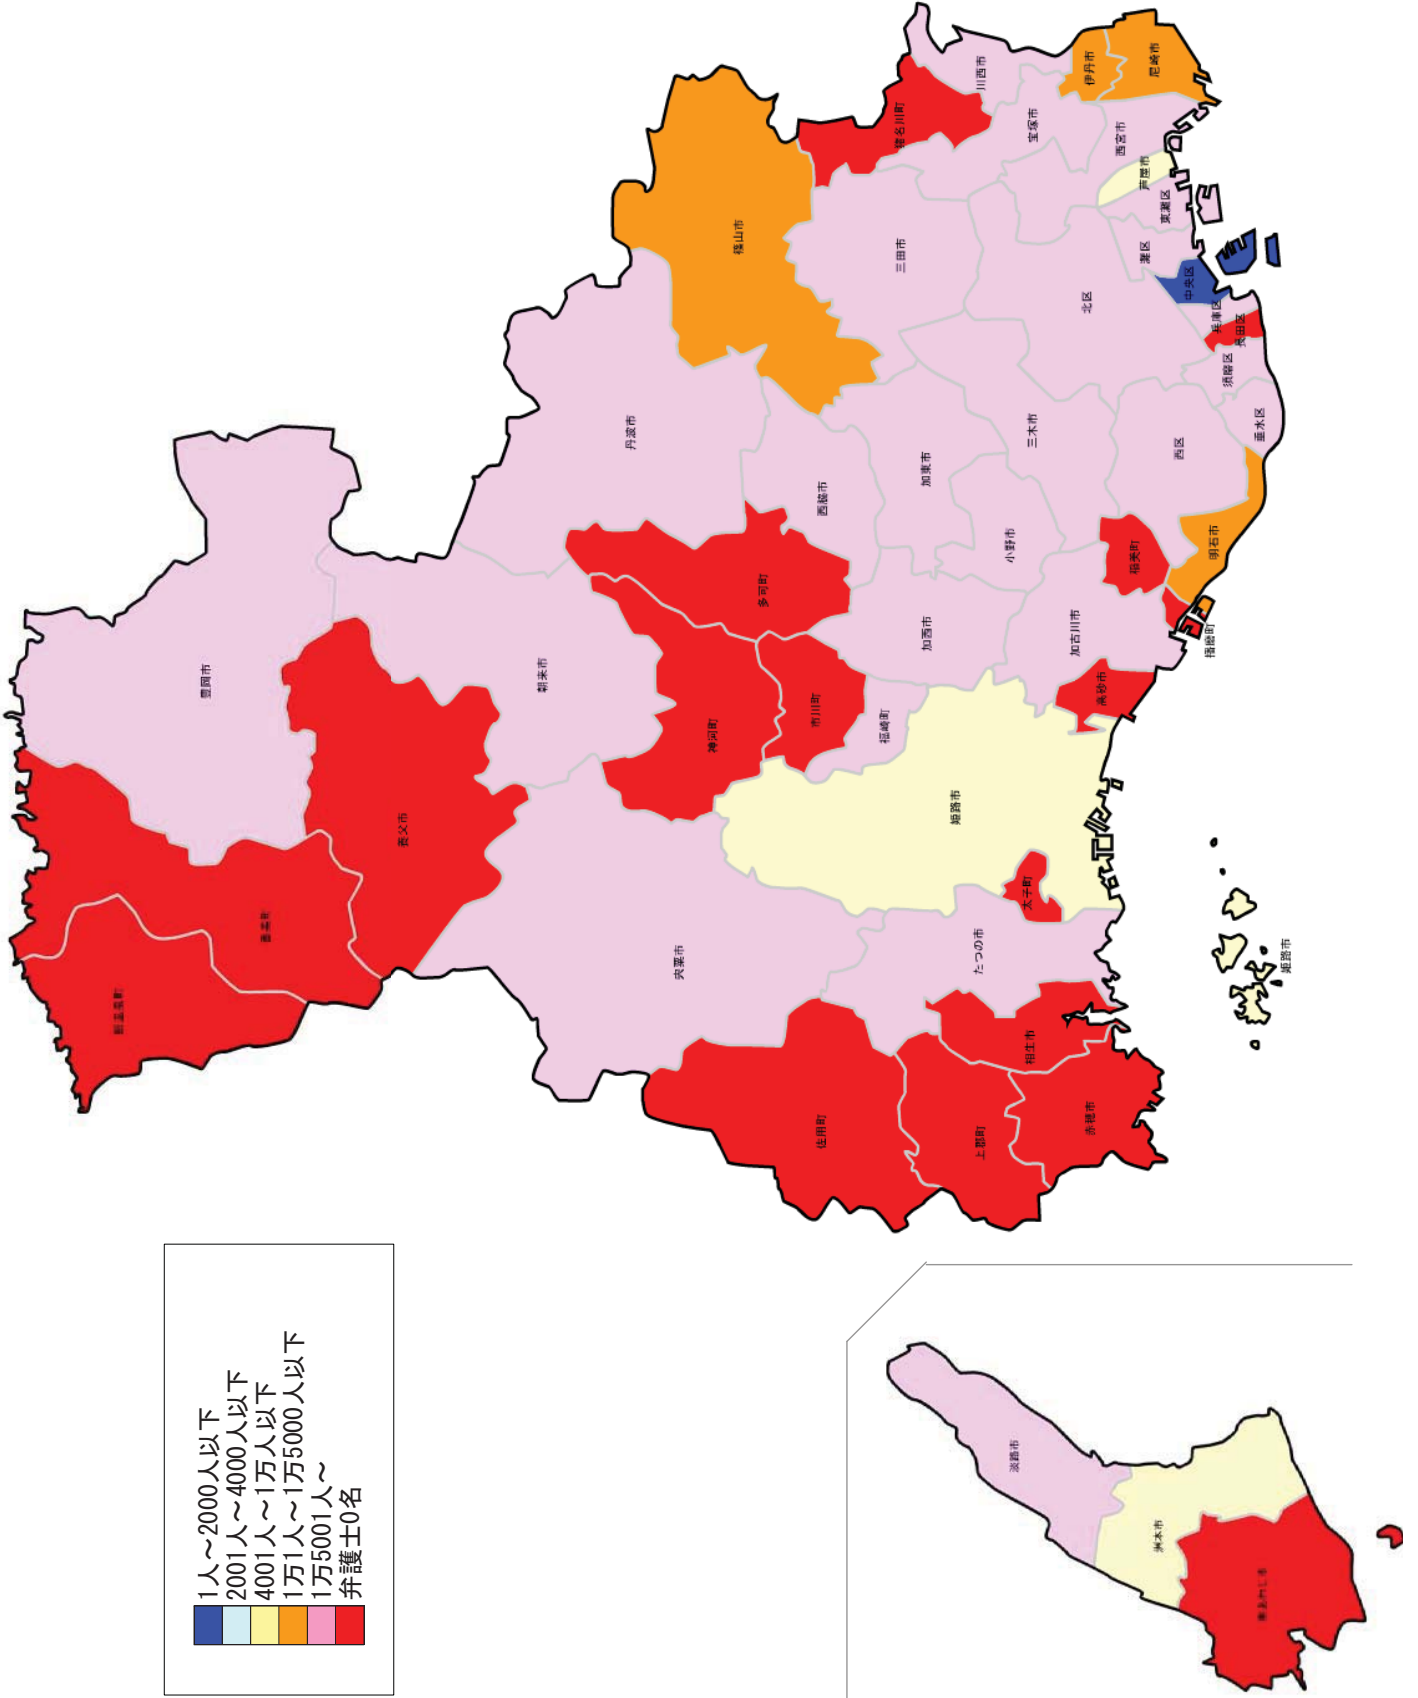 1人～2000人以下
2001人～4000人以下
4001人～1万人以下
1万1人～1万5000人以下
1万5001人～
弁護士0名
新温泉町
香美町
豊岡市
養父市
朝来市
丹波市
篠山市
宍粟市
神河町
多可町
市川町
西脇市
福崎町
加西市
加東市
三田市
猪名川町
川西市
宝塚市
伊丹市
尼崎市
西宮市
芦屋市
東灘区
灘区
中央区
兵庫区
長田区
須磨区
垂水区
北区
西区
三木市
小野市
加古川市
稲美町
明石市
播磨町
高砂市
姫路市
太子町
たつの市
相生市
佐用町
上郡町
赤穂市
姫路市
淡路市
洲本市
南あわじ市